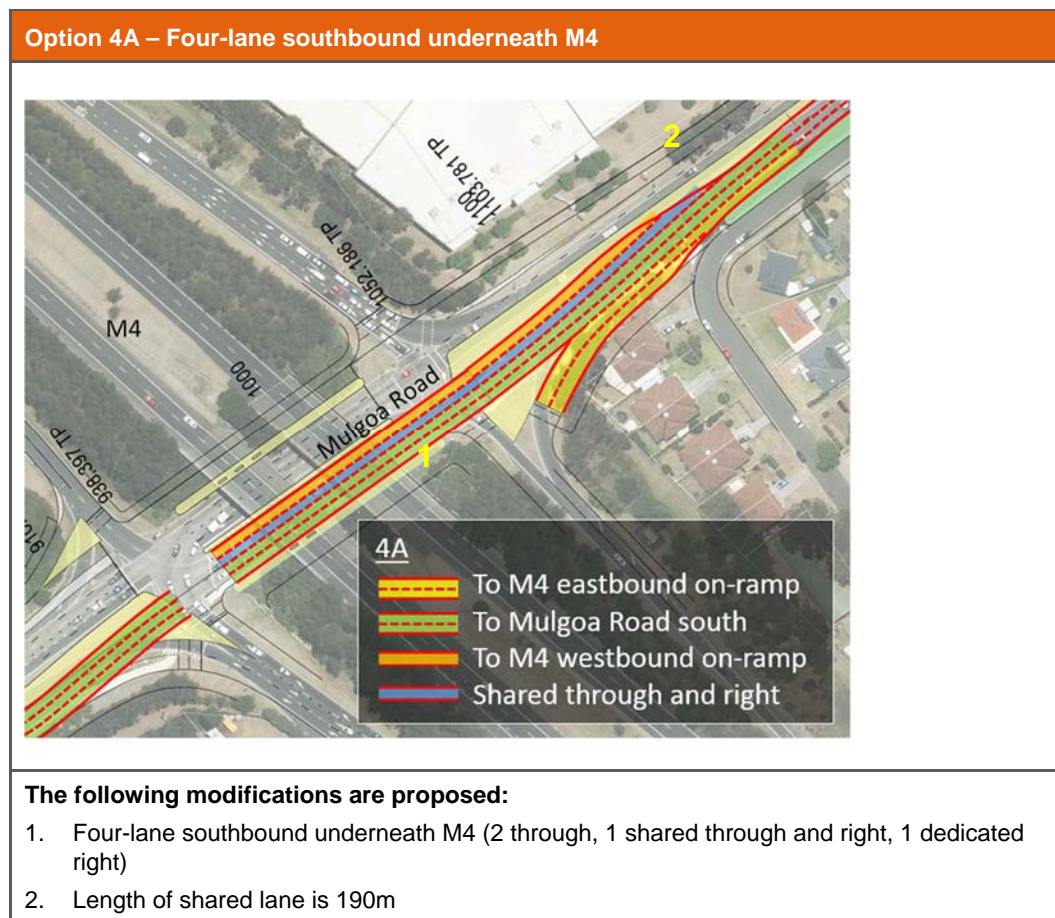 Option 4A – Four-lane southbound underneath M4
2
1103.781 TP
1100
1052.186 TP
M4
1000
Mulgoa Road
938.397 TP
1
910.
4A
To M4 eastbound on-ramp
To Mulgoa Road south
To M4 westbound on-ramp
Shared through and right
The following modifications are proposed:
1. Four-lane southbound underneath M4 (2 through, 1 shared through and right, 1 dedicated
right)
2. Length of shared lane is 190m